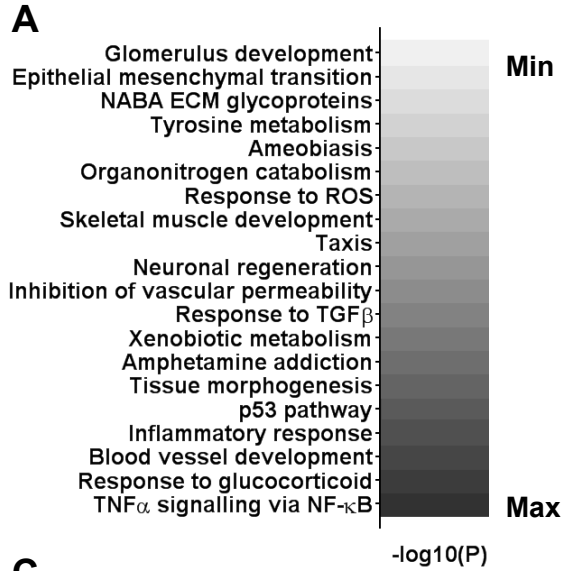 A
Glomerulus development
Min
Epithelial mesenchymal transition
NABA ECM glycoproteins
Tyrosine metabolism
Ameobiasis
Organonitrogen catabolism
Response to ROS
Skeletal muscle development
Taxis
Neuronal regeneration
Inhibition of vascular permeability
Response to TGFβ
Xenobiotic metabolism
Amphetamine addiction
Tissue morphogenesis
p53 pathway
Inflammatory response
Blood vessel development
Response to glucocorticoid
TNFα signalling via NF-κB
Max
-log10(P)